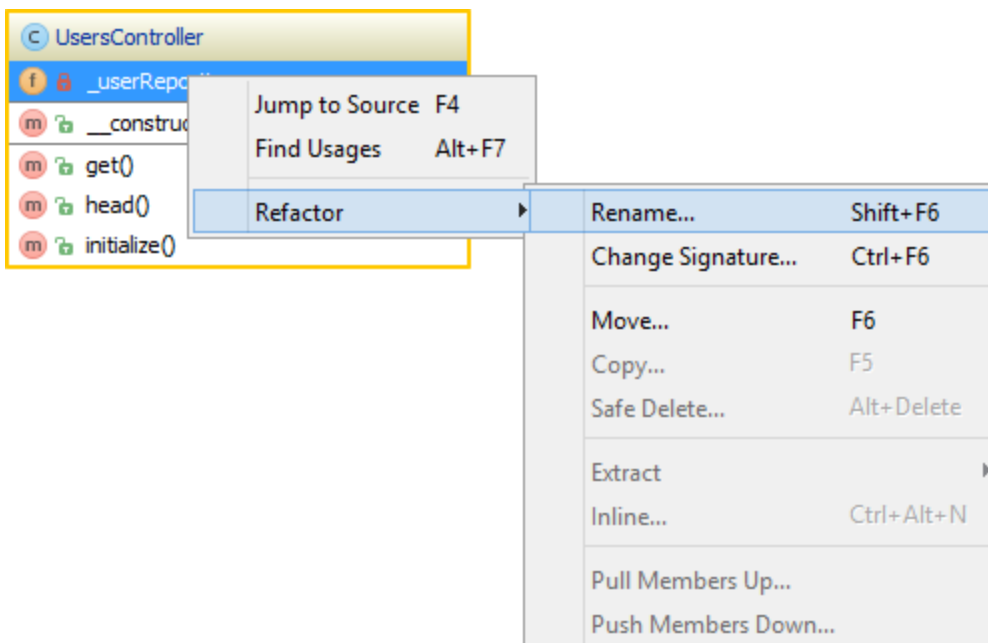 C UsersController
f _userRepo
m __construc
m get()
m head()
m initialize()
Jump to Source F4
Find Usages Alt+F7
Refactor
Rename... Shift+F6
Change Signature... Ctrl+F6
Move... F6
Copy... F5
Safe Delete... Alt+Delete
Extract
Inline... Ctrl+Alt+N
Pull Members Up...
Push Members Down...